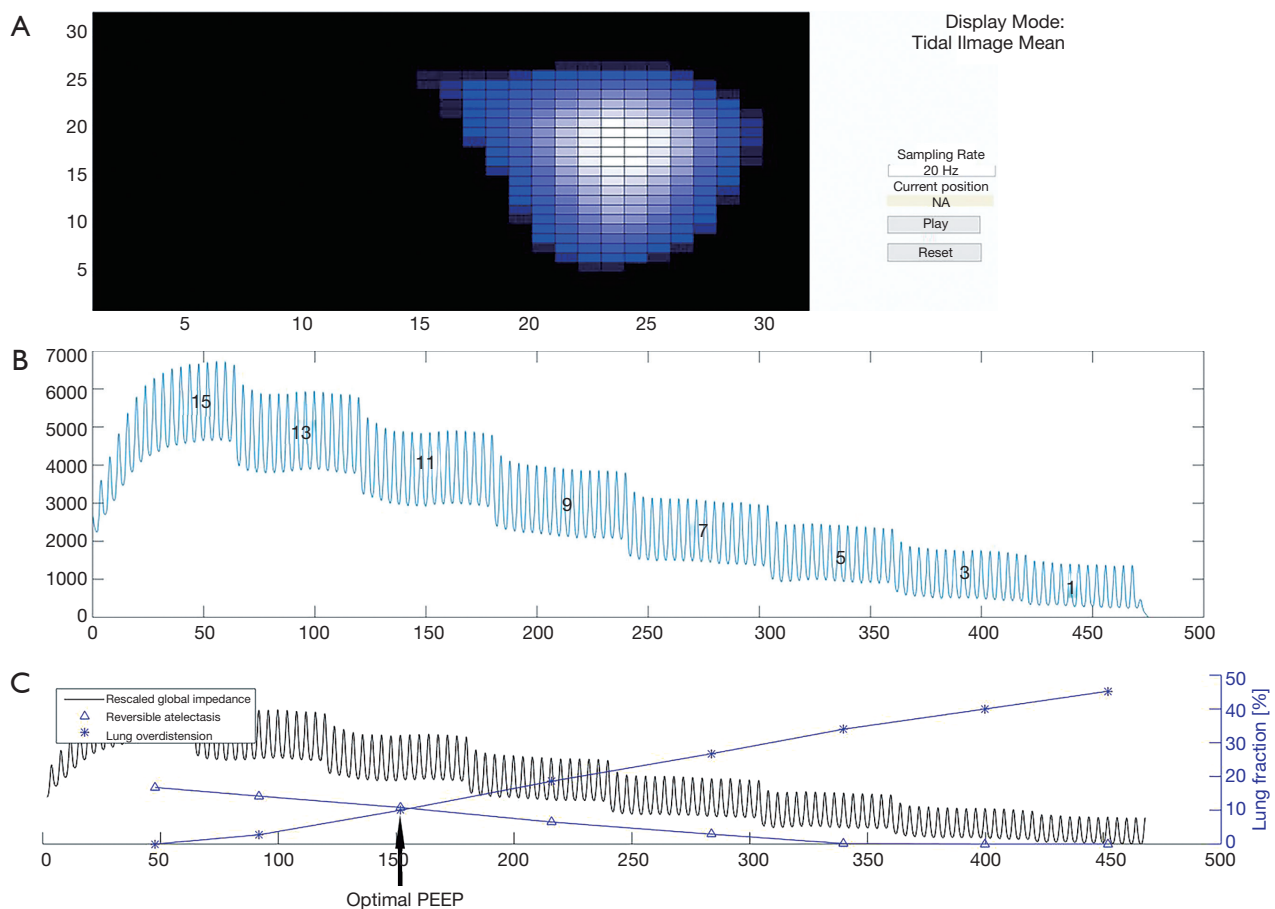 A
Display Mode:
Tidal IImage Mean
30
25
20
15
10
5
5 10 15 20 25 30
Sampling Rate
20 Hz
Current position
NA
Play
Reset
B
7000
6000
5000
4000
3000
2000
1000
0
15 13 11 9 7 5 3 1
0 50 100 150 200 250 300 350 400 450 500
C
Rescaled global impedance
Reversible atelectasis
Lung overdistension
50
40
30
20
10
0
Lung fraction [%]
0 50 100 150 200 250 300 350 400 450 500
Optimal PEEP